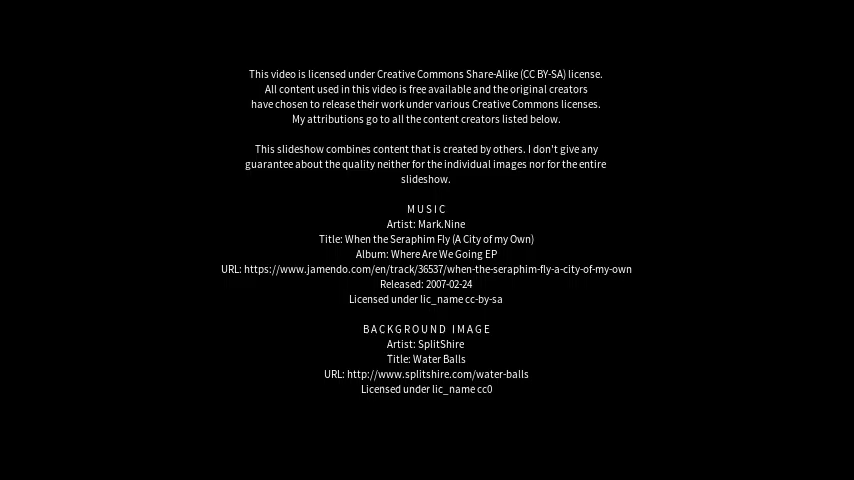 This video is licensed under Creative Commons Share-Alike (CC BY-SA) license.
All content used in this video is free available and the original creators
have chosen to release their work under various Creative Commons licenses.
My attributions go to all the content creators listed below.
This slideshow combines content that is created by others. I don't give any
guarantee about the quality neither for the individual images nor for the entire
slideshow.
MUSIC
Artist: Mark.Nine
Title: When the Seraphim Fly (A City of my Own)
Album: Where Are We Going EP
URL: https://www.jamendo.com/en/track/36537/when-the-seraphim-fly-a-city-of-my-own
Released: 2007-02-24
Licensed under lic_name cc-by-sa
BACKGROUND IMAGE
Artist: SplitShire
Title: Water Balls
URL: http://www.splitshire.com/water-balls
Licensed under lic_name cc0